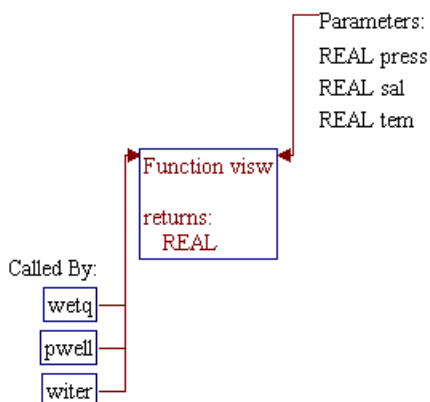 Parameters:
REAL press
REAL sal
REAL tem
Function visw
returns:
REAL
Called By:
wetq
pwell
witer